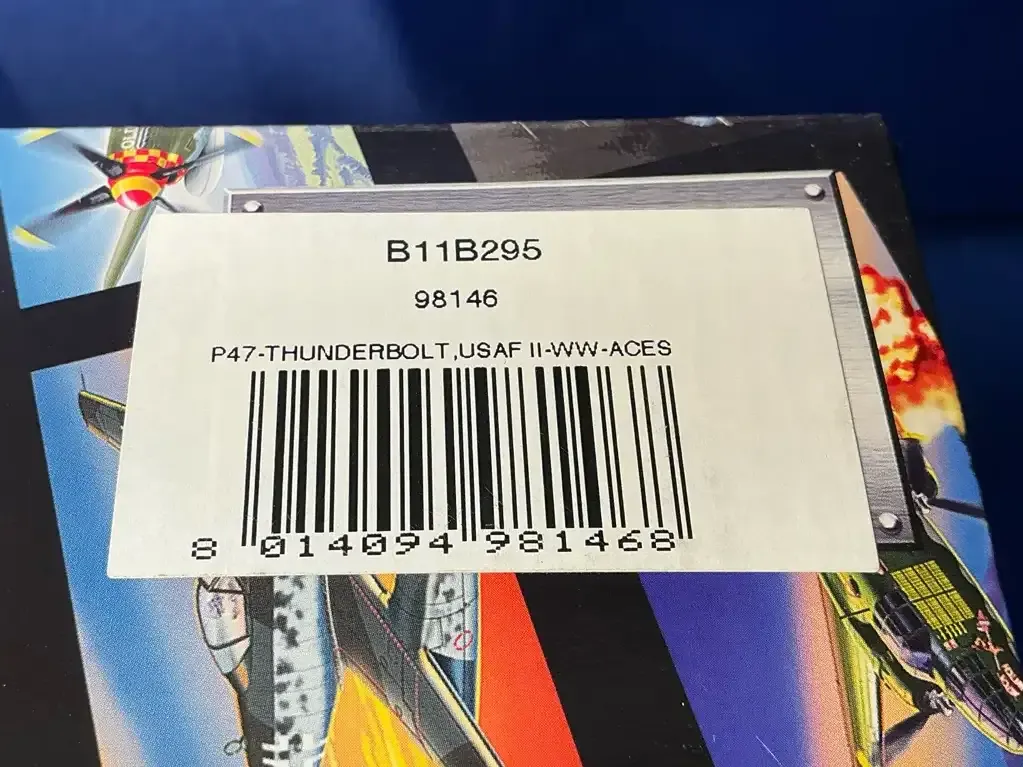 B11B295
98146
P47-THUNDERBOLT,USAF II-WW-ACES
8 014094 981468